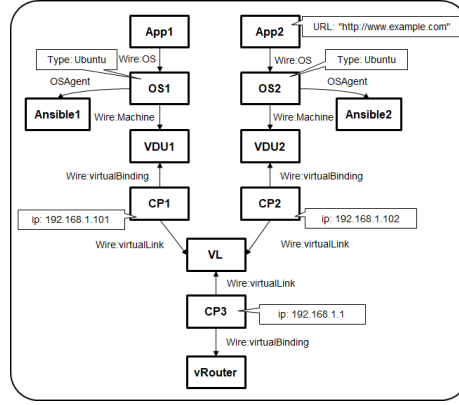 App1
App2
URL: "http://www.example.com"
Wire:OS
Wire:OS
Type: Ubuntu
Type: Ubuntu
OSAgent
OS1
OS2
OSAgent
Ansible1
Ansible2
Wire:Machine
Wire:Machine
VDU1
VDU2
Wire:virtualBinding
Wire:virtualBinding
CP1
CP2
ip: 192.168.1.101
ip: 192.168.1.102
Wire:virtualLink
Wire:virtualLink
VL
Wire:virtualLink
CP3
ip: 192.168.1.1
Wire:virtualBinding
vRouter